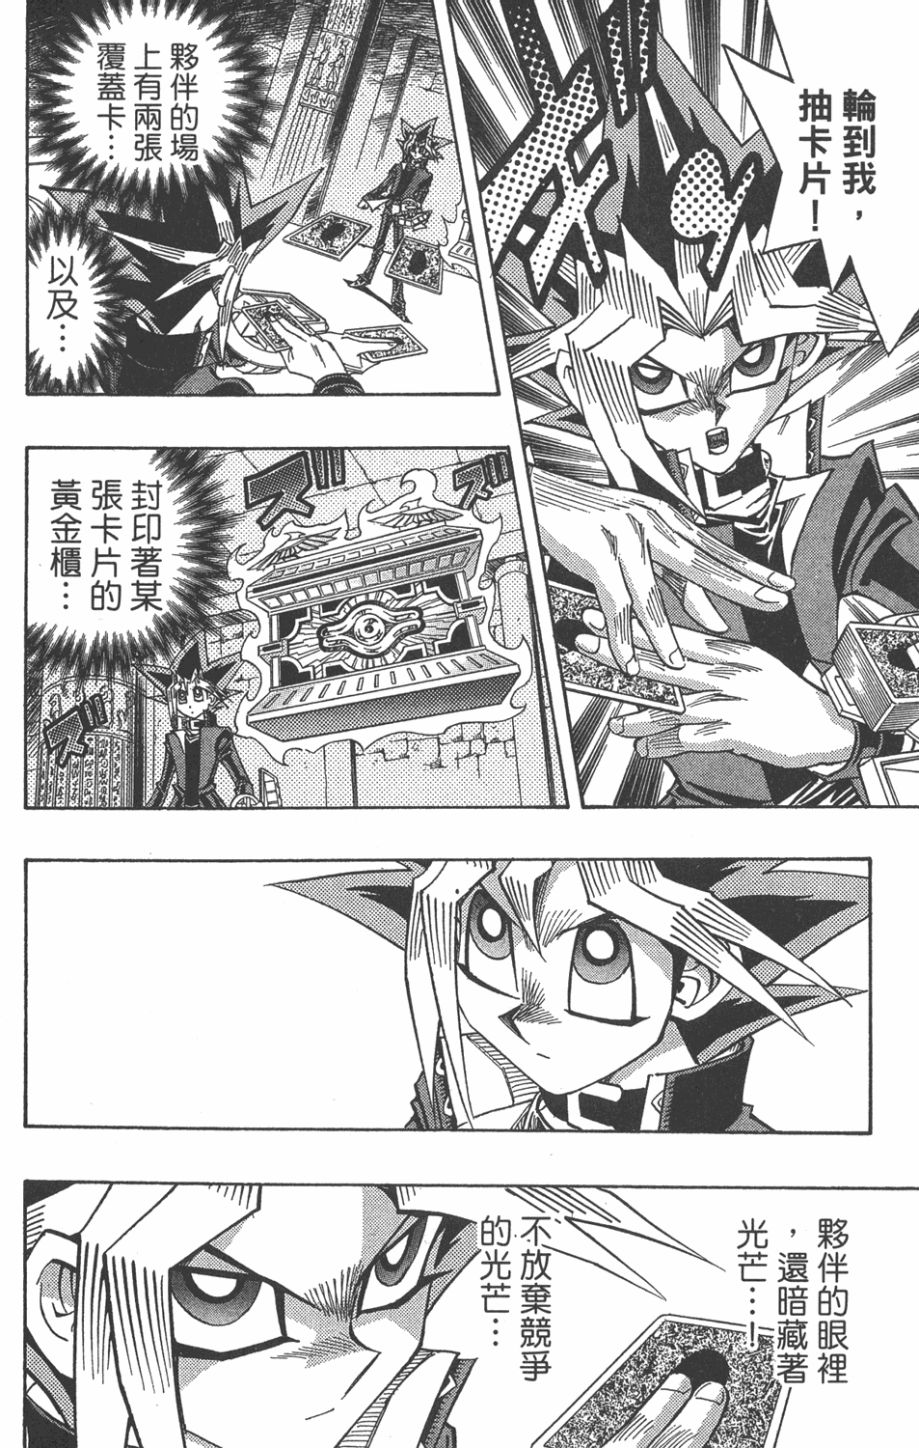 輪到我，
抽卡片！
夥伴的場
上有兩張
覆蓋卡…
以及…
封印著某
張卡片的
黃金櫃…
夥伴的眼裡
，還暗藏著
光芒…！
不放棄競爭
的光芒…